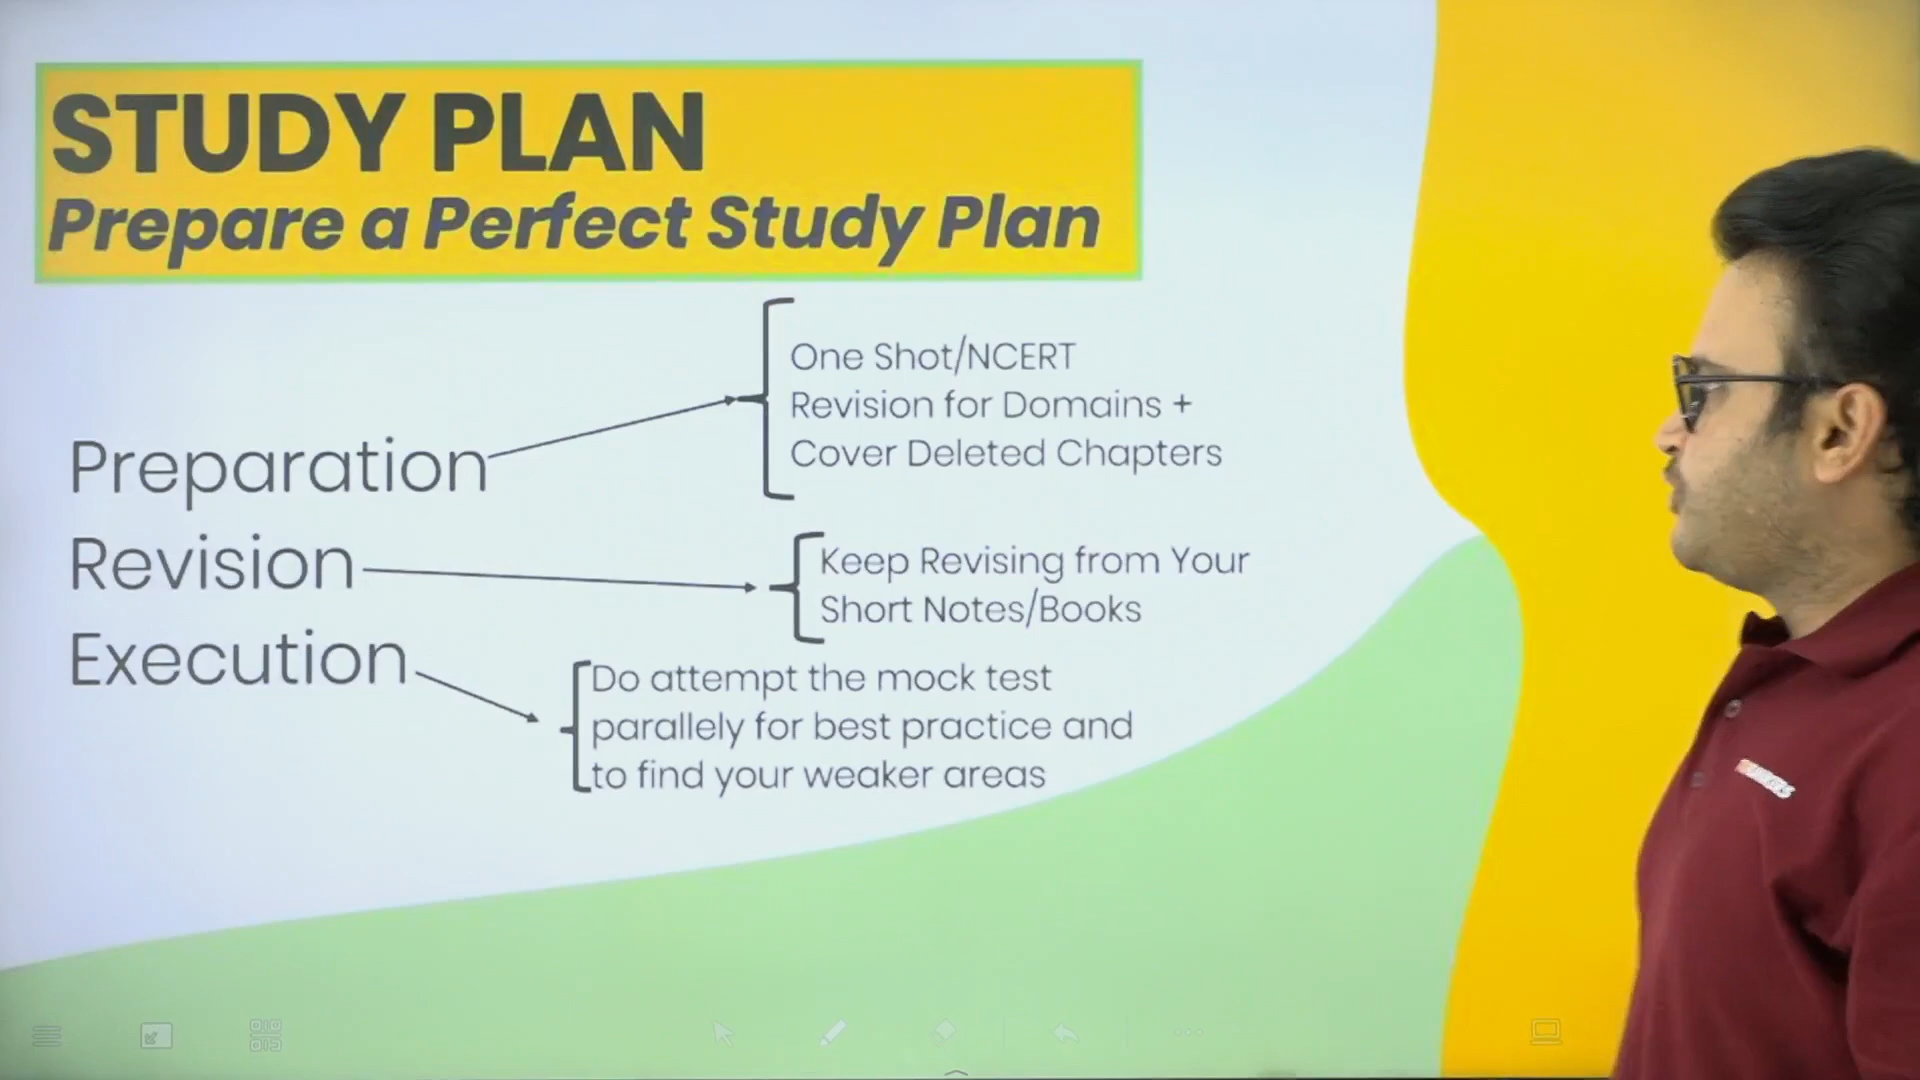 STUDY PLAN
Prepare a Perfect Study Plan
Preparation
One Shot/NCERT
Revision for Domains +
Cover Deleted Chapters
Revision
Keep Revising from Your
Short Notes/Books
Execution
Do attempt the mock test
parallely for best practice and
to find your weaker areas